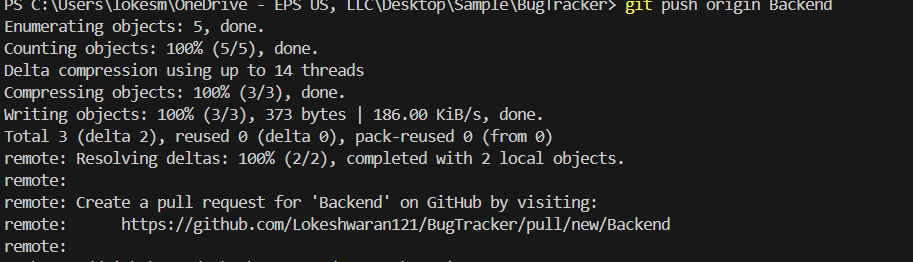 PS C:\Users\lokesm\OneDrive - EPS US, LLC\Desktop\Sample\BugTracker> git push origin Backend
Enumerating objects: 5, done.
Counting objects: 100% (5/5), done.
Delta compression using up to 14 threads
Compressing objects: 100% (3/3), done.
Writing objects: 100% (3/3), 373 bytes | 186.00 KiB/s, done.
Total 3 (delta 2), reused 0 (delta 0), pack-reused 0 (from 0)
remote: Resolving deltas: 100% (2/2), completed with 2 local objects.
remote:
remote: Create a pull request for 'Backend' on GitHub by visiting:
remote:      https://github.com/Lokeshwaran121/BugTracker/pull/new/Backend
remote: